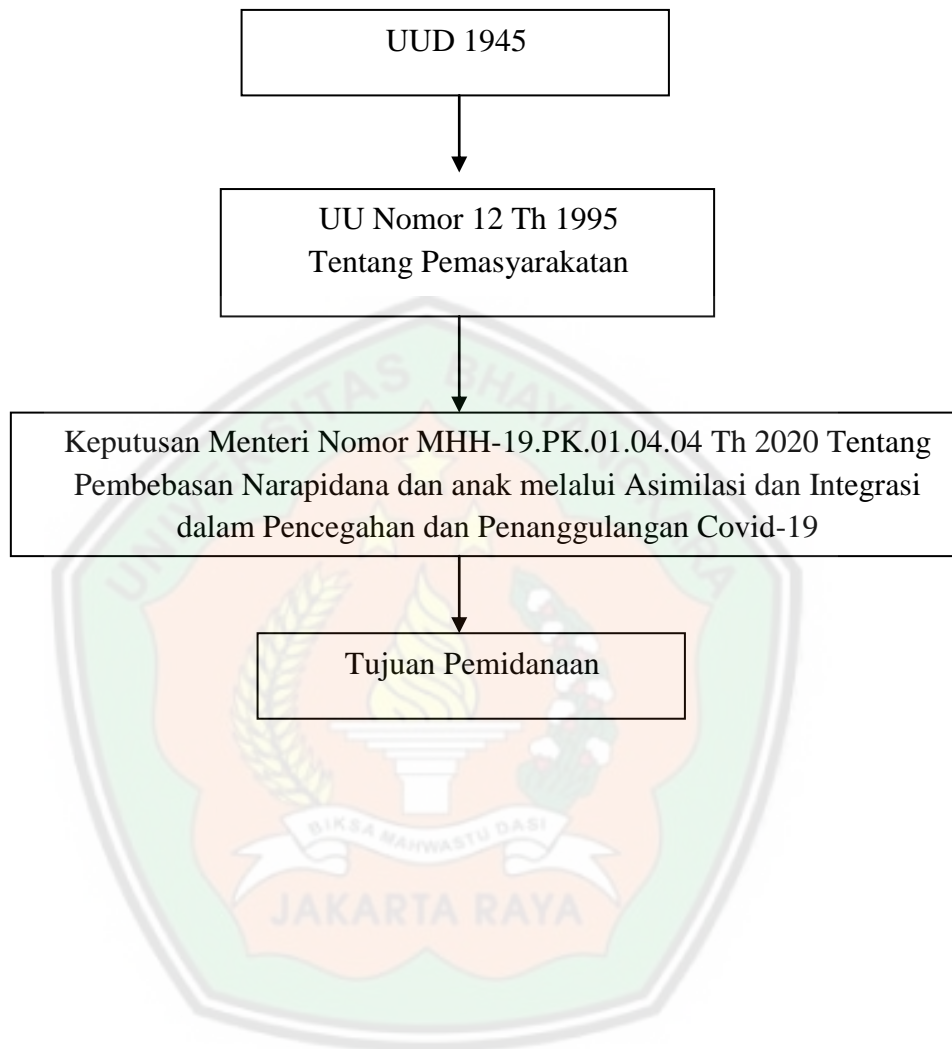 UUD 1945
UU Nomor 12 Th 1995
Tentang Pemasyarakatan
UNIVERSITAS BHAYANGKARA
Keputusan Menteri Nomor MHH-19.PK.01.04.04 Th 2020 Tentang
Pembebasan Narapidana dan anak melalui Asimilasi dan Integrasi
dalam Pencegahan dan Penanggulangan Covid-19
Tujuan Pemidanaan
BIKSA MAHWASTU DASI
JAKARTA RAYA